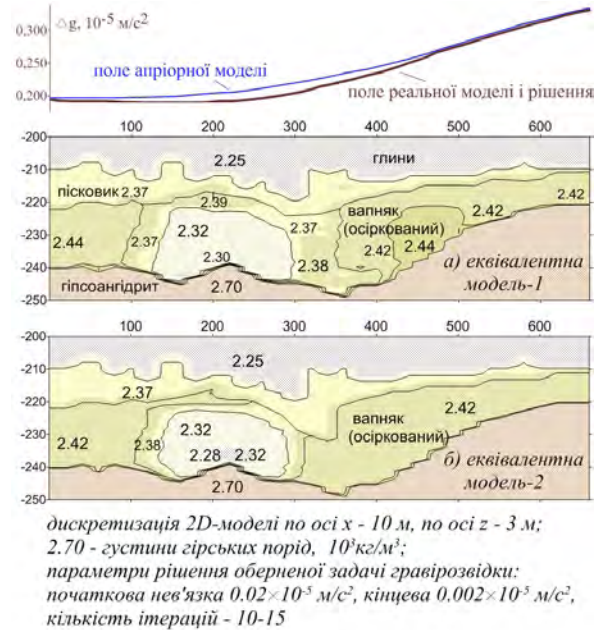 Δg, 10⁻⁵ м/с²
0,300
0,250
0,200
поле апріорної моделі
поле реальної моделі і рішення
100 200 300 400 500 600
-200
-210
-220
-230
-240
-250
2.25
глини
пісковик
2.37
2.39
2.37
2.42
2.44
2.37
2.32
2.30
2.38
вапняк
(осіркований)
2.42
2.44
2.42
гіпсоангідрит
2.70
а) еквівалентна
модель-1
100 200 300 400 500 600
-200
-210
-220
-230
-240
-250
2.25
2.37
2.42
2.38
2.32
2.28 2.32
вапняк
(осіркований)
2.42
2.70
б) еквівалентна
модель-2
дискретизація 2D-моделі по осі x - 10 м, по осі z - 3 м;
2.70 - густини гірських порід, 10³кг/м³;
параметри рішення оберненої задачі гравірозвідки:
початкова нев'язка 0.02×10⁻⁵ м/с², кінцева 0.002×10⁻⁵ м/с²,
кількість ітерацій - 10-15